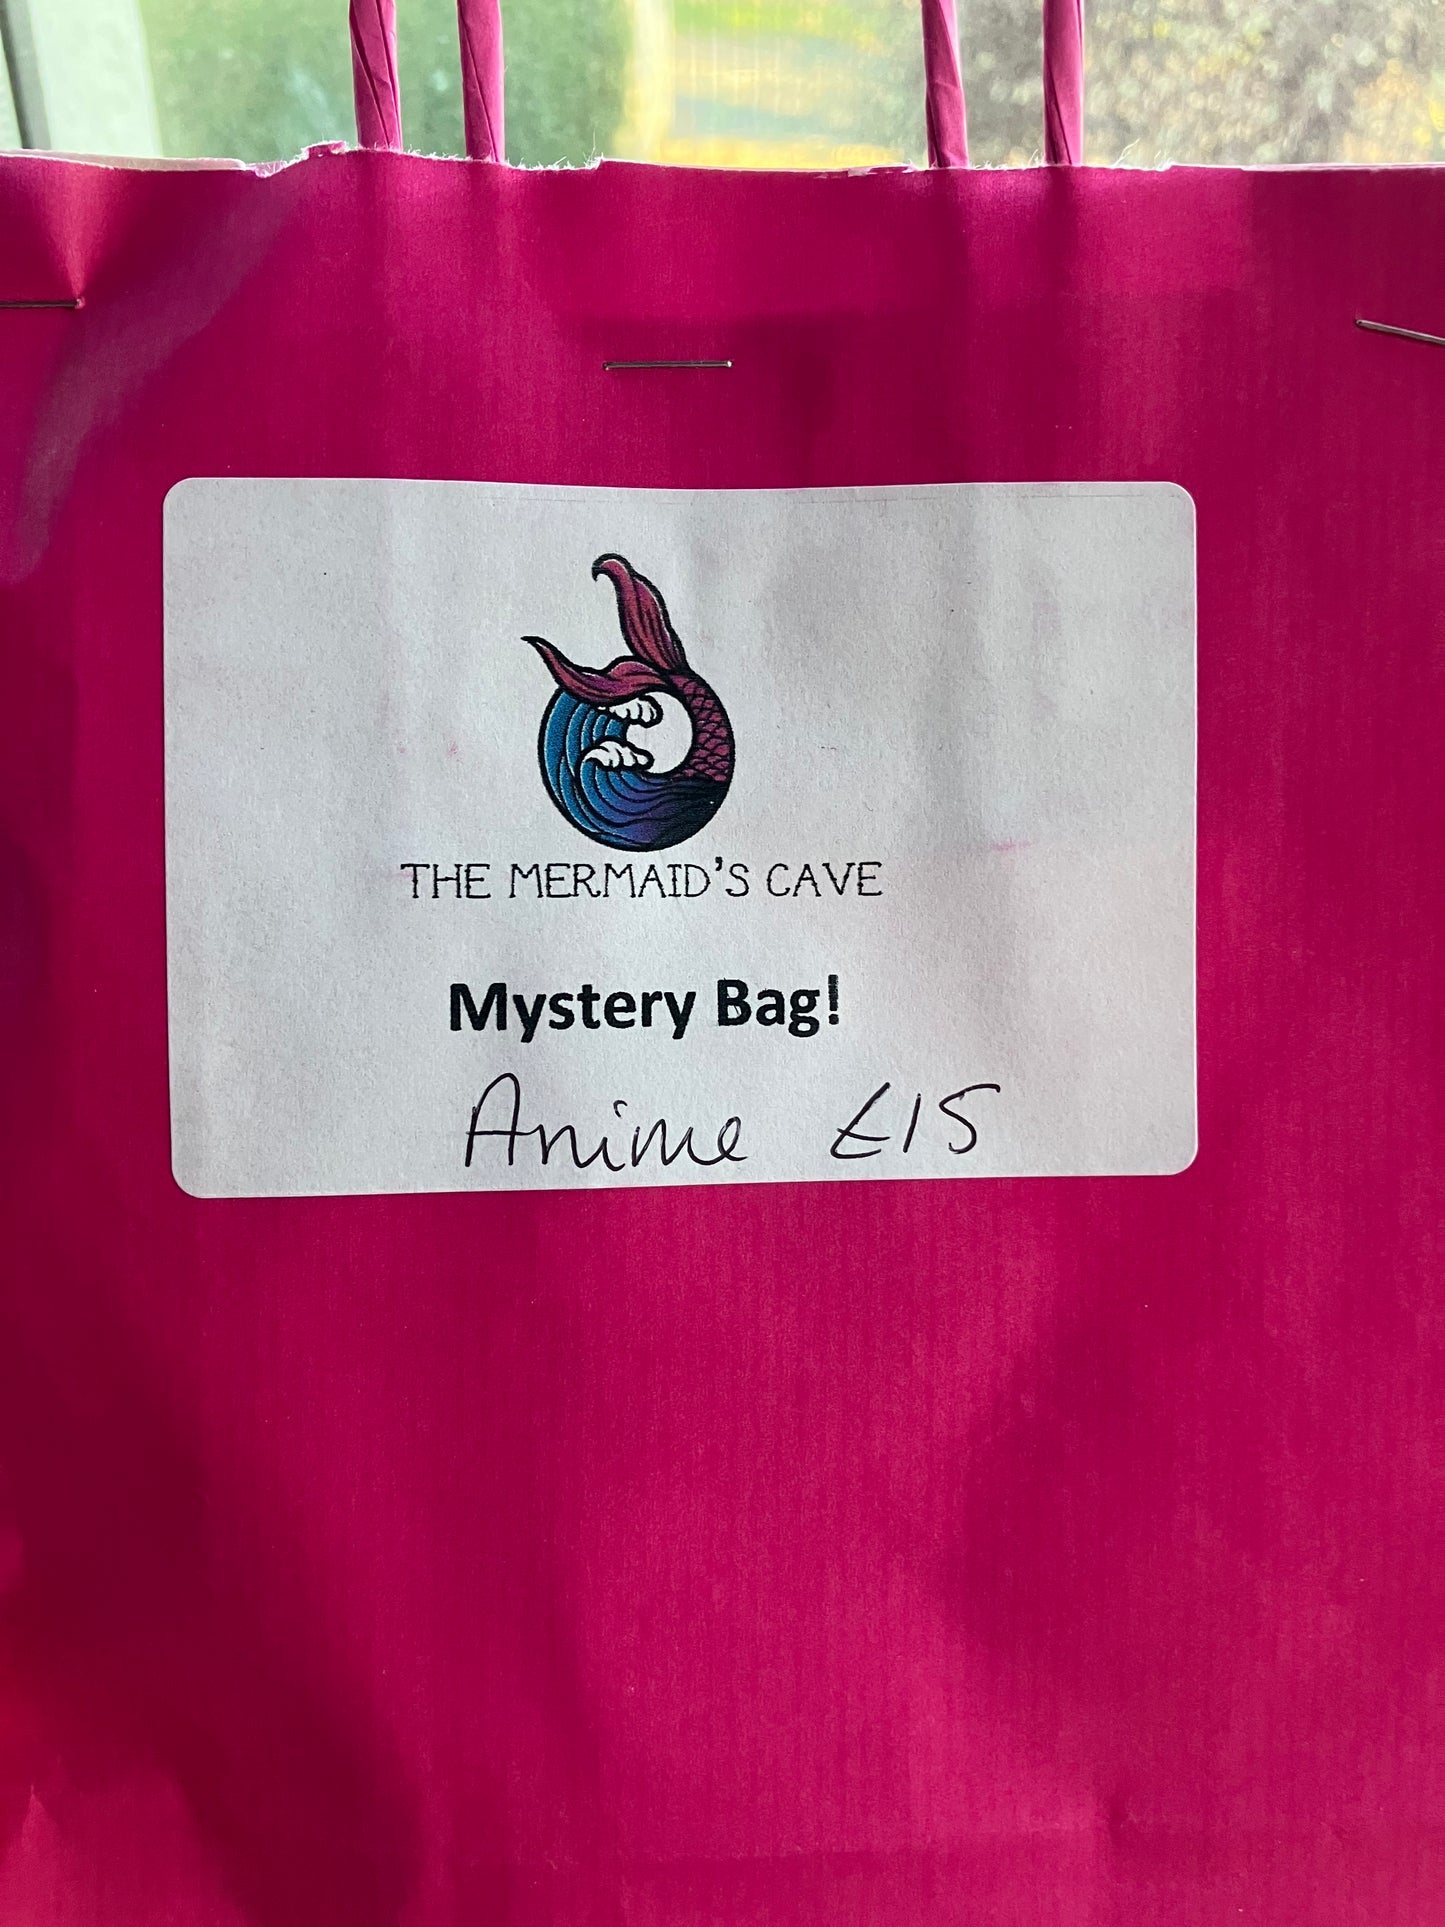 THE MERMAID'S CAVE
Mystery Bag!
Anime £15